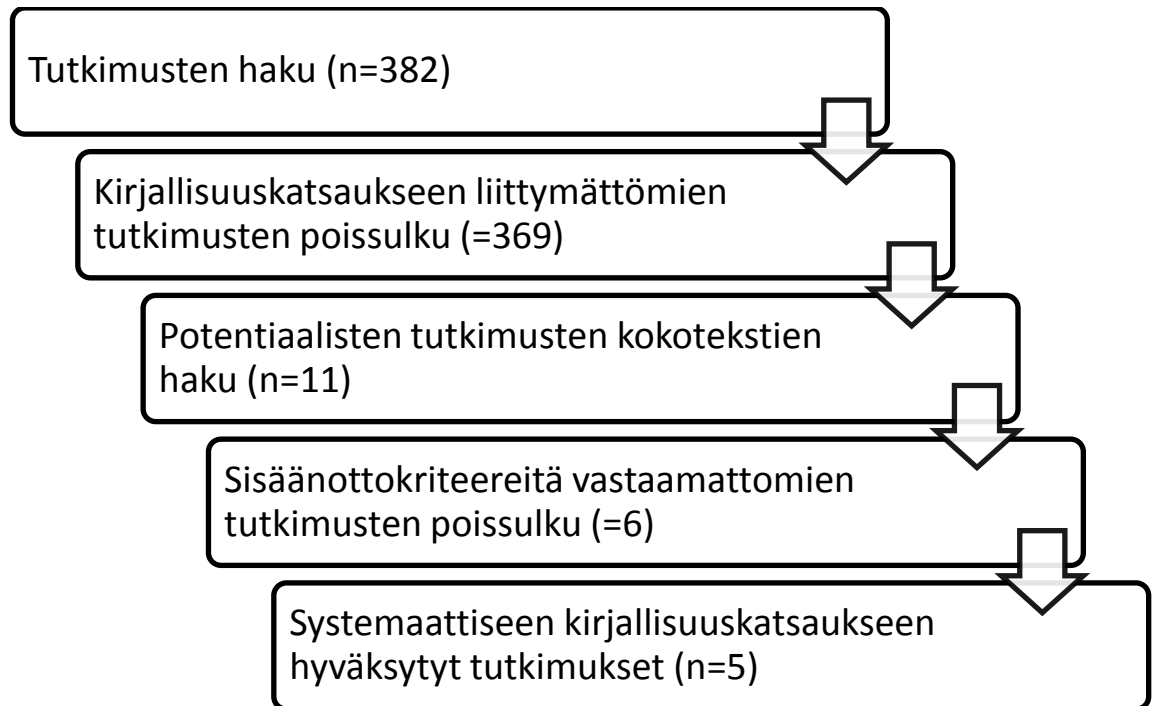 Tutkimusten haku (n=382)
Kirjallisuuskatsaukseen liittymättömien
tutkimusten poissulku (=369)
Potentiaalisten tutkimusten kokotekstien
haku (n=11)
Sisäänottokriteereitä vastaamattomien
tutkimusten poissulku (=6)
Systemaattiseen kirjallisuuskatsaukseen
hyväksytyt tutkimukset (n=5)